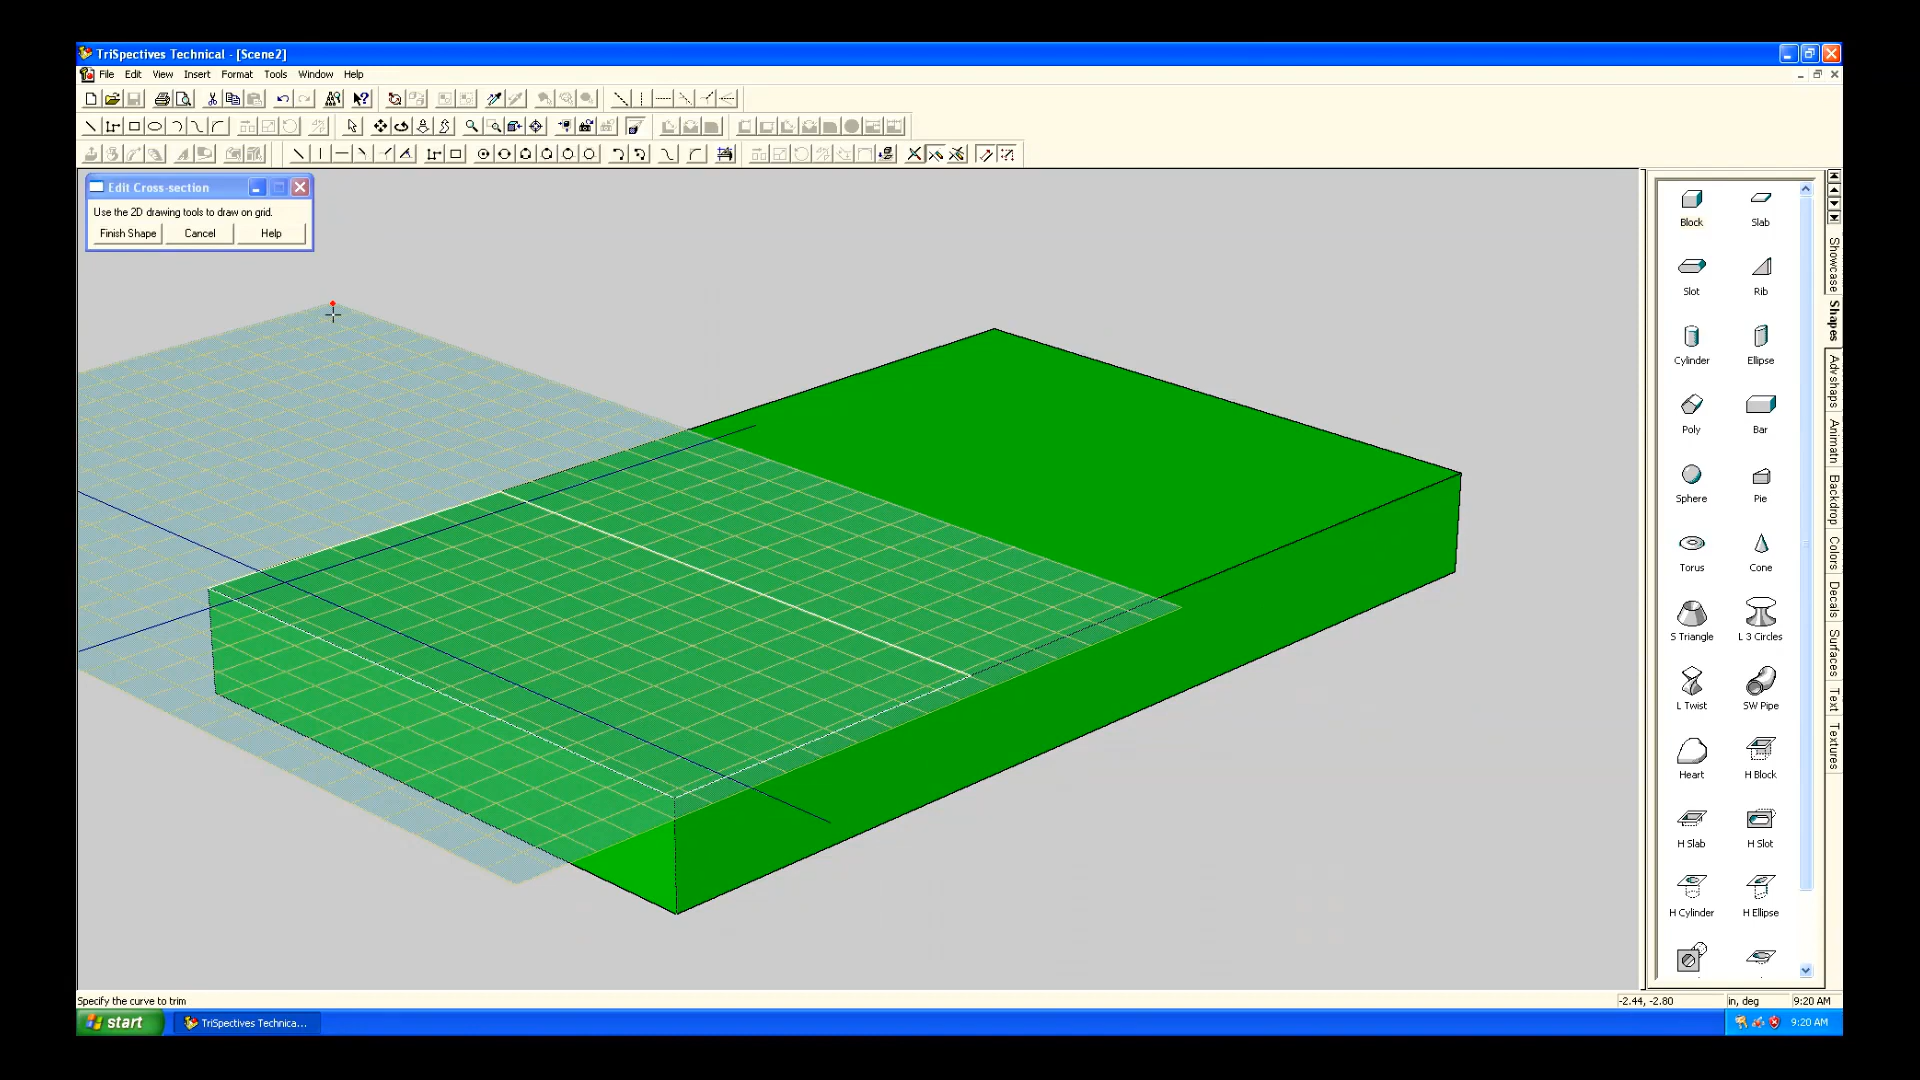 TriSpectives Technical - [Scene2]
File Edit View Insert Format Tools Window Help
Edit Cross-section
Use the 2D drawing tools to draw on grid.
Finish Shape Cancel Help
Block Slab
Slot Rib
Cylinder Ellipse
Poly Bar
Sphere Pie
Torus Cone
S Triangle L 3 Circles
L Twist SW Pipe
Heart H Block
H Slab H Slot
H Cylinder H Ellipse
Showcase
Shapes
Advshaps
Animatn
Backdrop
Colors
Decals
Surfaces
Text
Textures
Specify the curve to trim
-2.44, -2.80 in, deg 9:20 AM
start TriSpectives Technica... 9:20 AM